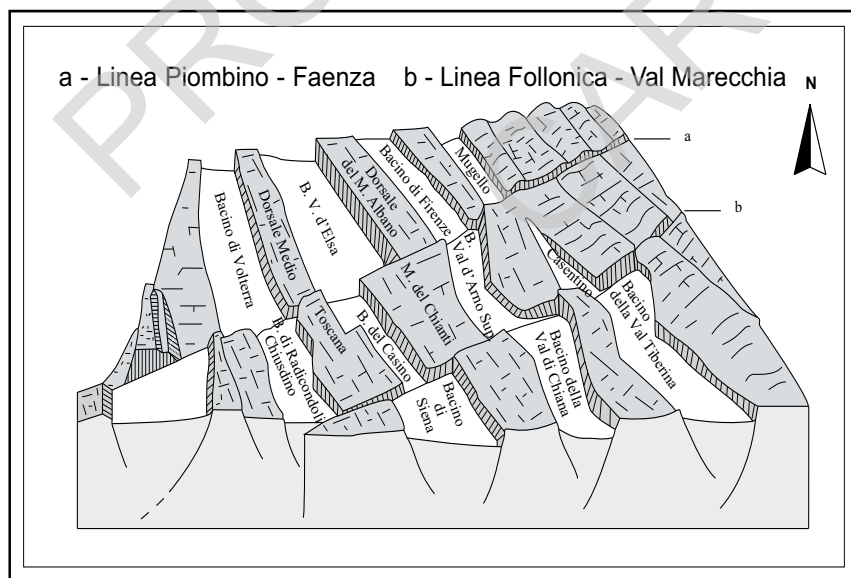 a - Linea Piombino - Faenza b - Linea Follonica - Val Marecchia
N
a
b
Bacino di Volterra
Dorsale Medio
B. V. d'Elsa
Dorsale
del M. Albano
Bacino di Firenze
Mugello
B.
Val d' Arno Sup.
Casentino
Bacino
della Val Tiberina
M. del Chianti
Toscana
B. del Casino
B. di Radicondoli
Chiusdino
Bacino
di
Siena
Bacino della
Val di Chiana